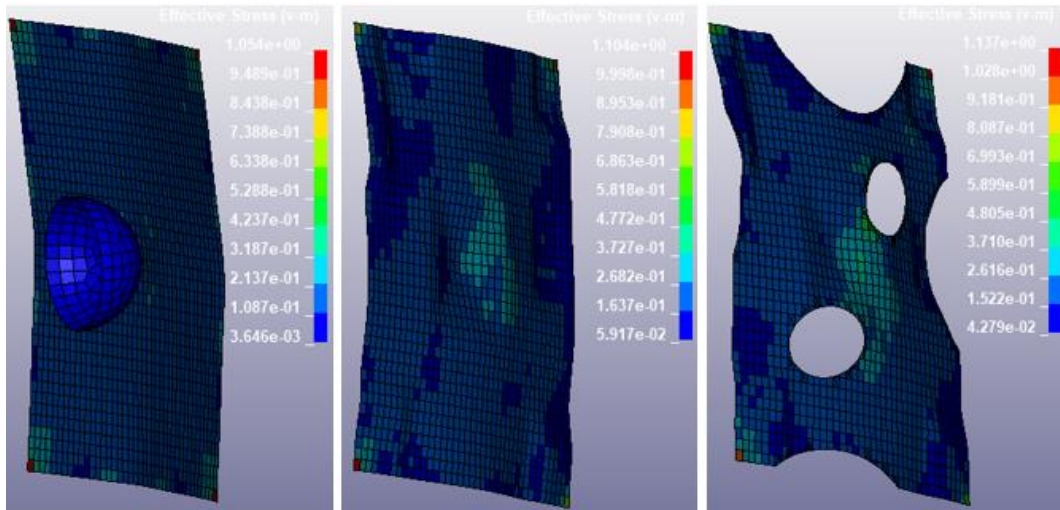 Effective Stress (v-m)
1.054e+00
9.489e-01
8.438e-01
7.388e-01
6.338e-01
5.288e-01
4.237e-01
3.187e-01
2.137e-01
1.087e-01
3.646e-03
Effective Stress (v-m)
1.104e+00
9.998e-01
8.953e-01
7.908e-01
6.863e-01
5.818e-01
4.772e-01
3.727e-01
2.682e-01
1.637e-01
5.917e-02
Effective Stress (v-m)
1.137e+00
1.028e+00
9.181e-01
8.087e-01
6.993e-01
5.899e-01
4.805e-01
3.710e-01
2.616e-01
1.522e-01
4.279e-02